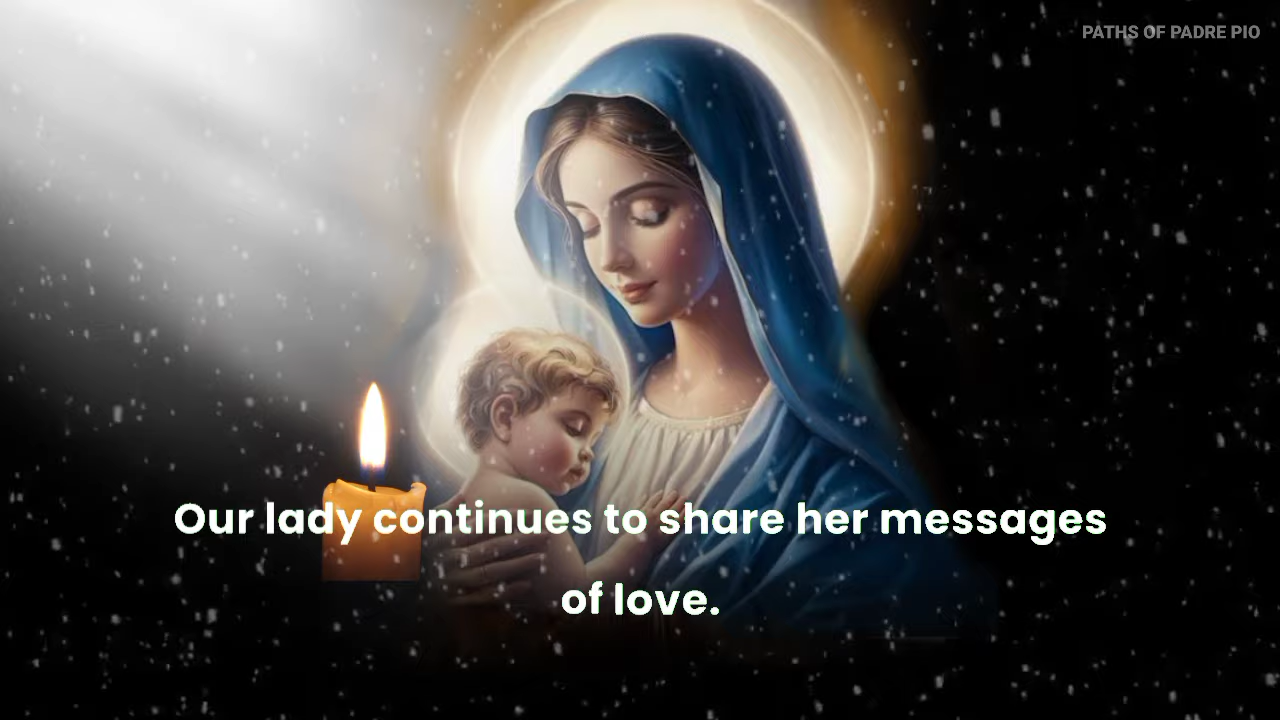 PATHS OF PADRE PIO
Our lady continues to share her messages
of love.